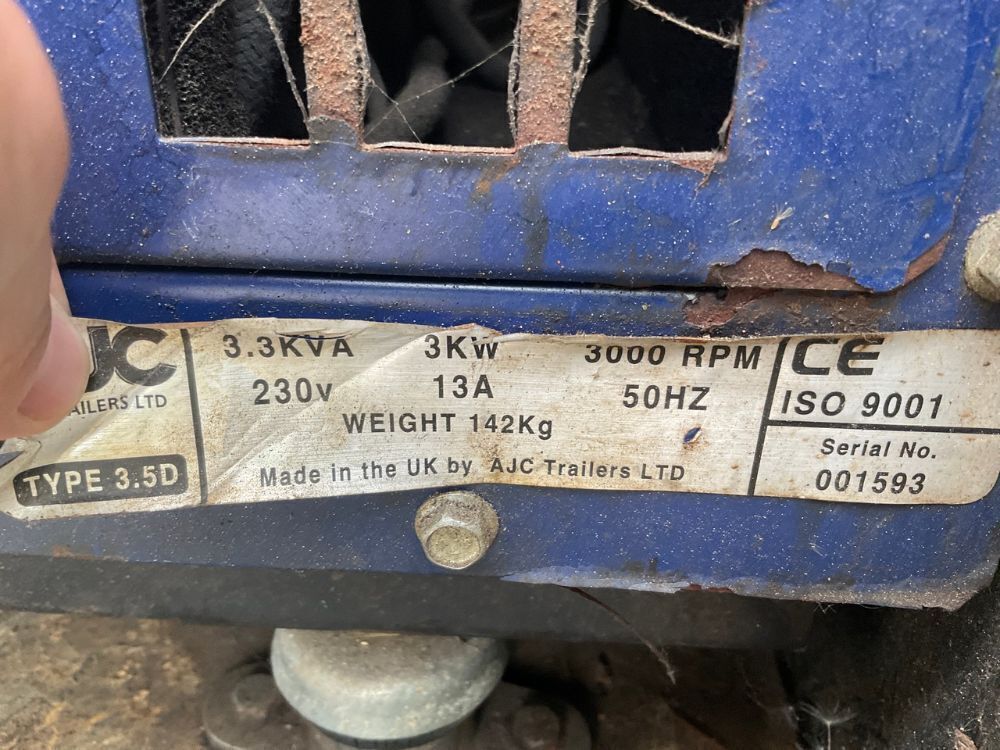 JC
AILERS LTD
TYPE 3.5D
3.3KVA 3KW 3000 RPM
230v 13A 50HZ
WEIGHT 142Kg
Made in the UK by AJC Trailers LTD
CE
ISO 9001
Serial No.
001593